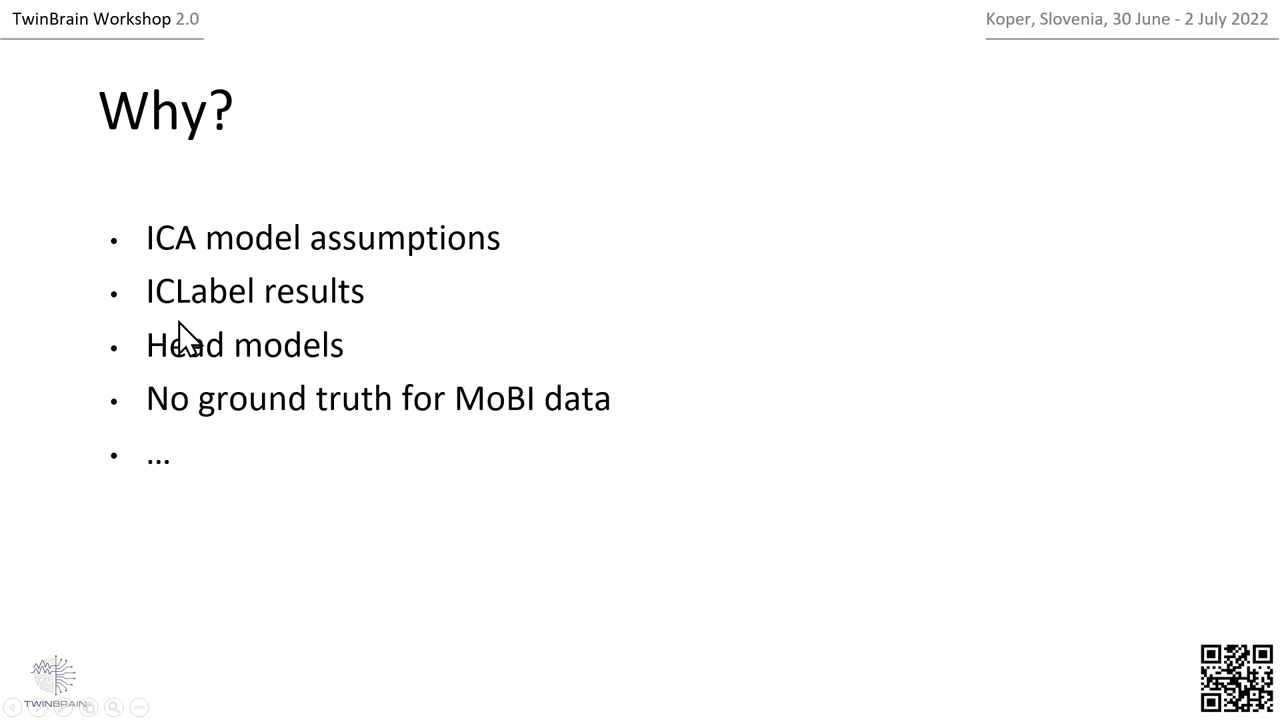 TwinBrain Workshop 2.0
Koper, Slovenia, 30 June - 2 July 2022
Why?
• ICA model assumptions
• ICLabel results
• Head models
• No ground truth for MoBI data
• ...
TWINBRAIN